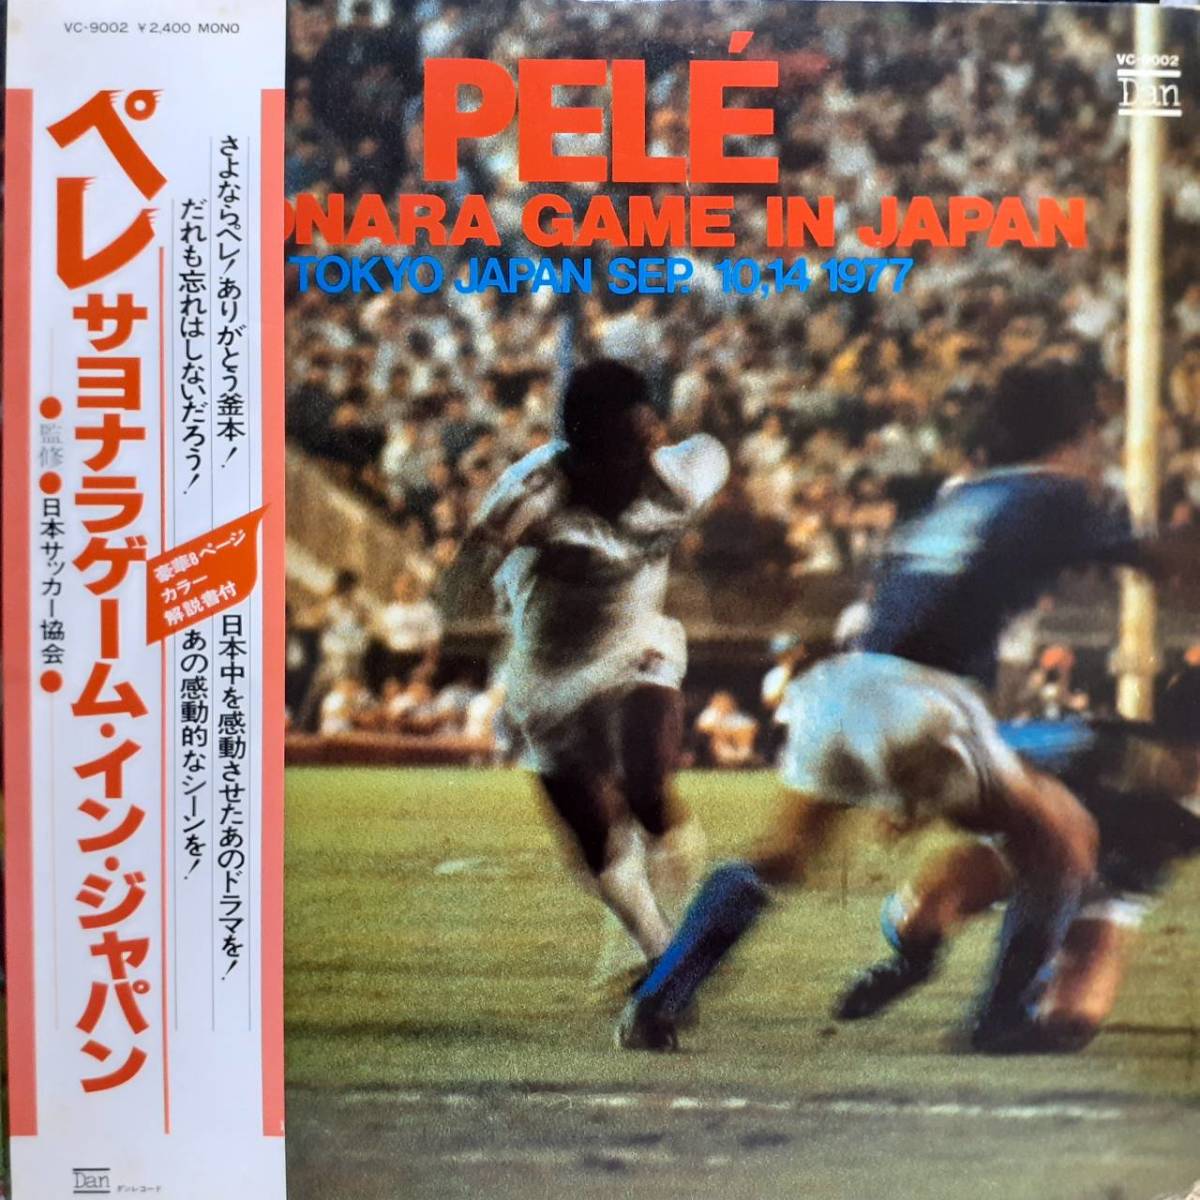 VC-9002 ¥2,400 MONO
ペレ
サヨナラゲーム・イン・ジャパン
●監修●日本サッカー協会●
さよならペレ!ありがとう釜本!
だれも忘れはしないだろう!
日本中を感動させたあのドラマを!
あの感動的なシーンを!
豪華8ページ
カラー
解説書付
Dan
ダンレコード
PELÉ
ONARA GAME IN JAPAN
TOKYO JAPAN SEP. 10,14 1977
VC-9002
Dan